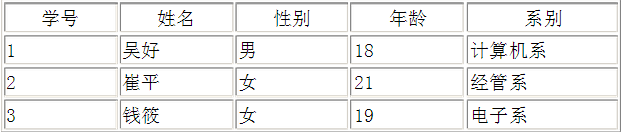 学号 姓名 性别 年龄 系别
1 吴好 男 18 计算机系
2 崔平 女 21 经管系
3 钱筱 女 19 电子系